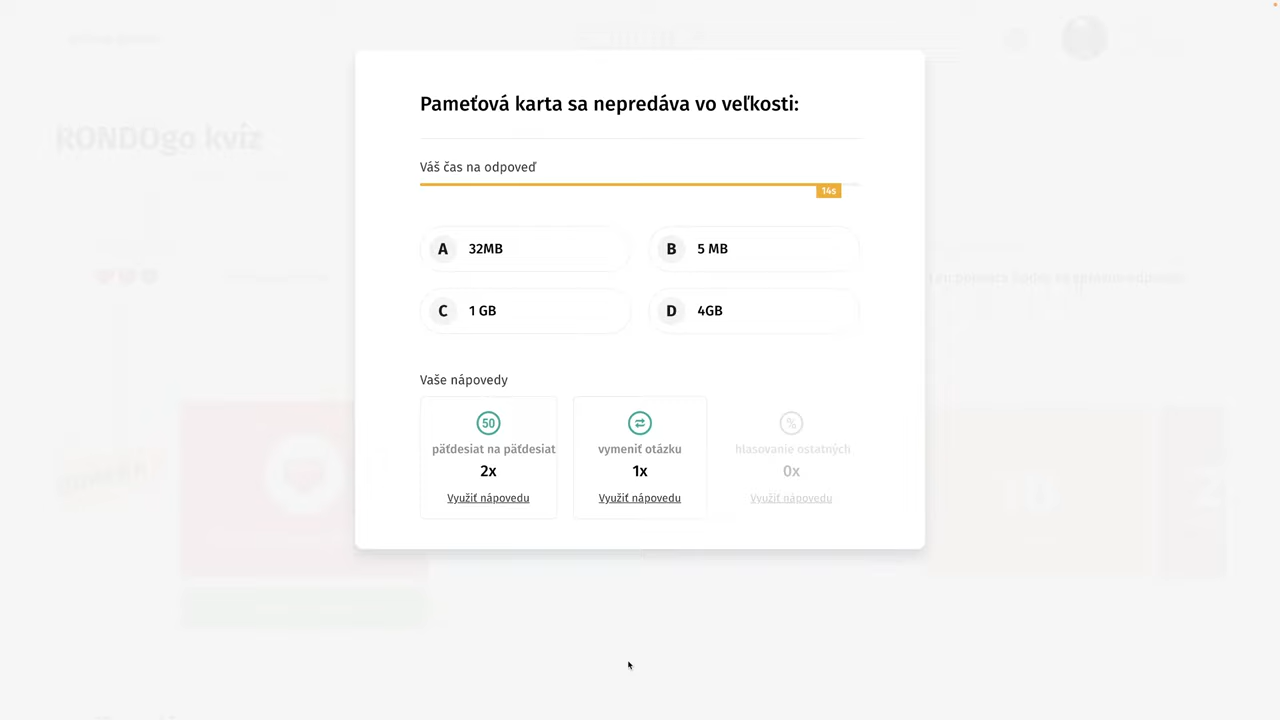 RONDOgo kvíz
Pameťová karta sa nepredáva vo veľkosti:
Váš čas na odpoveď
14s
A 32MB
B 5 MB
C 1 GB
D 4GB
Vaše nápovedy
50
päťdesiat na päťdesiat
2x
Využiť nápovedu
vymeniť otázku
1x
Využiť nápovedu
%
hlasovanie ostatných
0x
Využiť nápovedu